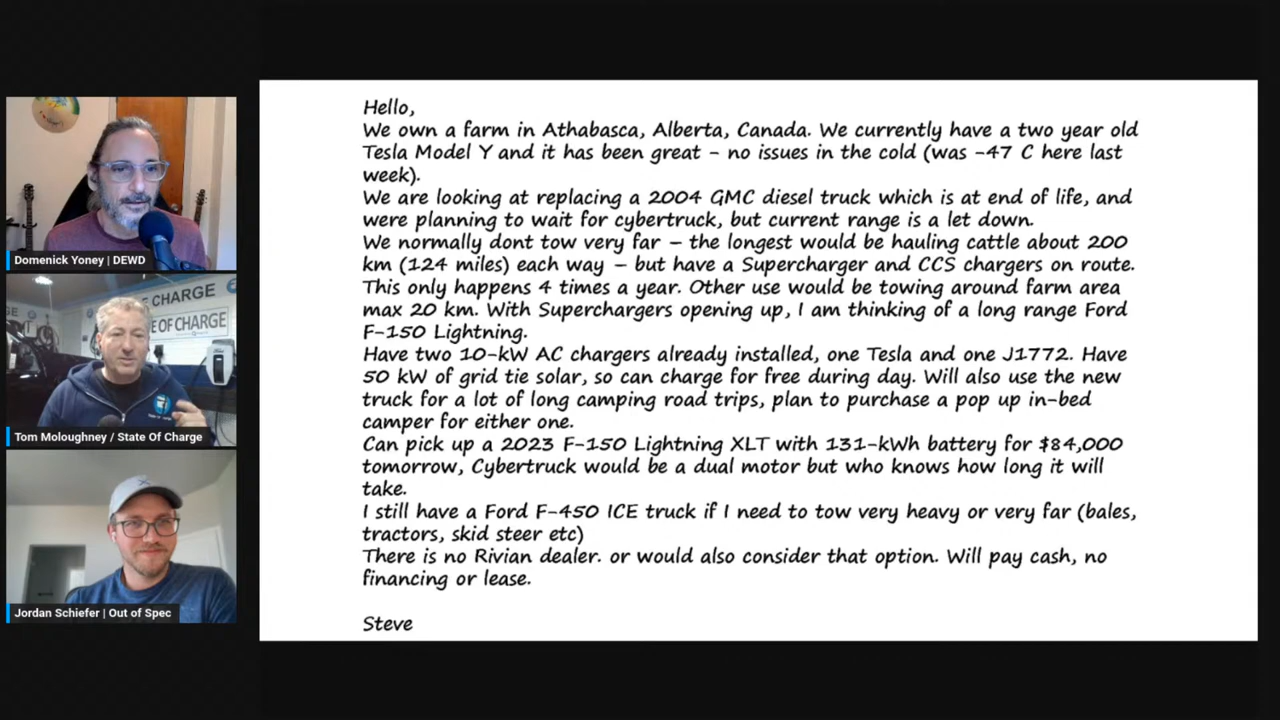 Hello,
We own a farm in Athabasca, Alberta, Canada. We currently have a two year old
Tesla Model Y and it has been great - no issues in the cold (was -47 C here last
week).
We are looking at replacing a 2004 GMC diesel truck which is at end of life, and
were planning to wait for cybertruck, but current range is a let down.
We normally dont tow very far – the longest would be hauling cattle about 200
km (124 miles) each way – but have a Supercharger and CCS chargers on route.
This only happens 4 times a year. Other use would be towing around farm area
max 20 km. With Superchargers opening up, I am thinking of a long range Ford
F-150 Lightning.
Have two 10-kW AC chargers already installed, one Tesla and one J1772. Have
50 kW of grid tie solar, so can charge for free during day. Will also use the new
truck for a lot of long camping road trips, plan to purchase a pop up in-bed
camper for either one.
Can pick up a 2023 F-150 Lightning XLT with 131-kWh battery for $84,000
tomorrow, Cybertruck would be a dual motor but who knows how long it will
take.
I still have a Ford F-450 ICE truck if I need to tow very heavy or very far (bales,
tractors, skid steer etc)
There is no Rivian dealer. or would also consider that option. Will pay cash, no
financing or lease.
Steve
Domenick Yoney | DEWD
E OF CHARGE
TE OF CHARGE
Tom Moloughney / State Of Charge
Jordan Schiefer | Out of Spec